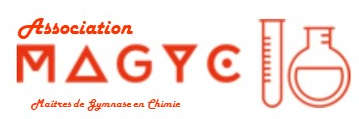 Association
MAGYC
Maîtres de Gymnase en Chimie